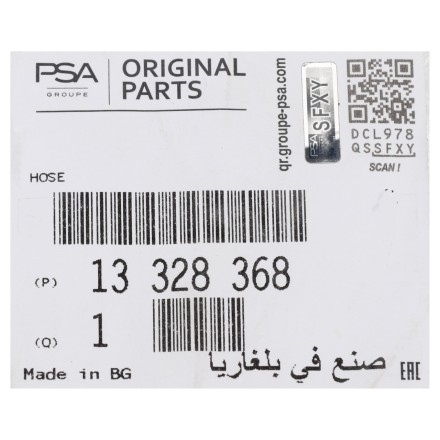 PSA
GROUPE
ORIGINAL
PARTS
qr.groupe-psa.com
PSA
SFXY
DCL978
QSSFXY
SCAN!
HOSE
(P) 13 328 368
(Q) 1
صنع في بلغاريا
Made in BG
EAC